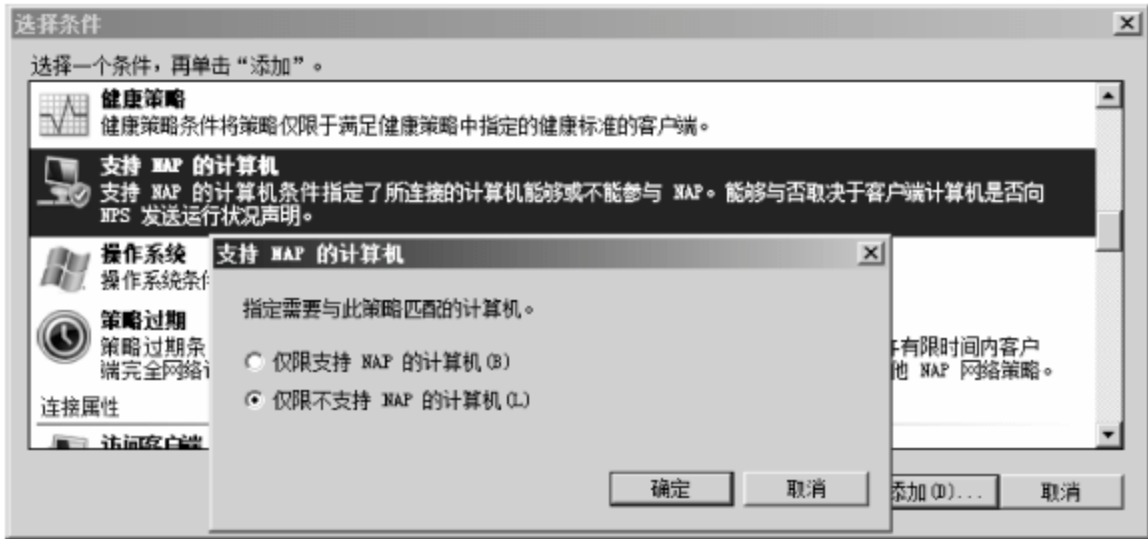 选择条件
选择一个条件，再单击“添加”。
健康策略
健康策略条件将策略仅限于满足健康策略中指定的健康标准的客户端。
支持 NAP 的计算机
支持 NAP 的计算机条件指定了所连接的计算机能够或不能参与 NAP。能够与否取决于客户端计算机是否向
NPS 发送运行状况声明。
操作系统
操作系统条
策略过期
策略过期条
有限时间内客户
端完全网络
他 NAP 网络策略。
连接属性
访问客户端
支持 NAP 的计算机
指定需要与此策略匹配的计算机。
仅限支持 NAP 的计算机(B)
仅限不支持 NAP 的计算机(L)
确定
取消
添加(D)...
取消